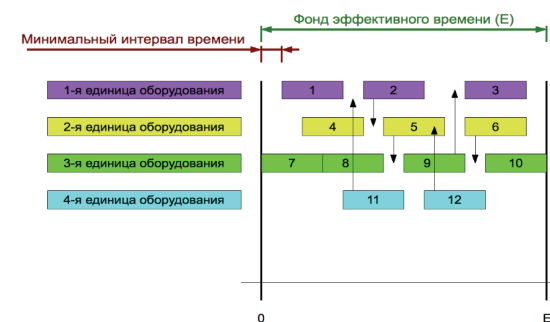 Фонд эффективного времени (E)
Минимальный интервал времени
1-я единица оборудования 1 2 3
2-я единица оборудования 4 5 6
3-я единица оборудования 7 8 9 10
4-я единица оборудования 11 12
0 E